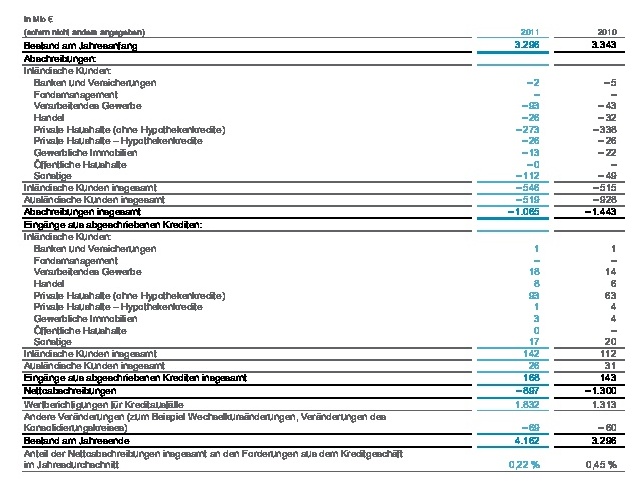 in Mio €
(sofern nicht anders angegeben) 2011 2010
Bestand am Jahresanfang 3.296 3.343
Abschreibungen:
Inländische Kunden:
Banken und Versicherungen –2 –5
Fondsmanagement – –
Verarbeitendes Gewerbe –93 –43
Handel –26 –32
Private Haushalte (ohne Hypothekenkredite) –273 –338
Private Haushalte – Hypothekenkredite –26 –26
Gewerbliche Immobilien –13 –22
Öffentliche Haushalte –0 –
Sonstige –112 –49
Inländische Kunden insgesamt –546 –515
Ausländische Kunden insgesamt –519 –928
Abschreibungen insgesamt –1.065 –1.443
Eingänge aus abgeschriebenen Krediten:
Inländische Kunden:
Banken und Versicherungen 1 1
Fondsmanagement – –
Verarbeitendes Gewerbe 18 14
Handel 8 6
Private Haushalte (ohne Hypothekenkredite) 93 63
Private Haushalte – Hypothekenkredite 1 4
Gewerbliche Immobilien 3 4
Öffentliche Haushalte 0 –
Sonstige 17 20
Inländische Kunden insgesamt 142 112
Ausländische Kunden insgesamt 26 31
Eingänge aus abgeschriebenen Krediten insgesamt 168 143
Nettoabschreibungen –897 –1.300
Wertberichtigungen für Kreditausfälle 1.832 1.313
Andere Veränderungen (zum Beispiel Wechselkursänderungen, Veränderungen des
Konsolidierungskreises) –69 –60
Bestand am Jahresende 4.162 3.296
Anteil der Nettoabschreibungen insgesamt an den Forderungen aus dem Kreditgeschäft
im Jahresdurchschnitt 0,22 % 0,45 %